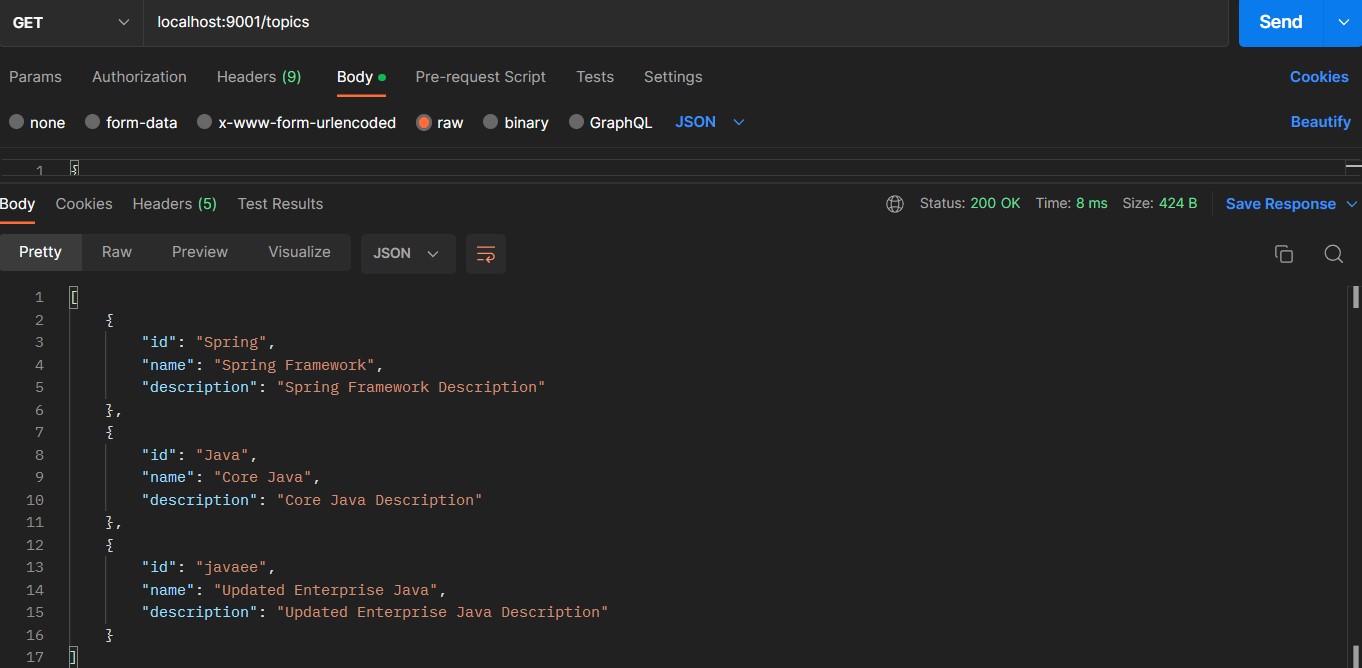 GET localhost:9001/topics Send
Params Authorization Headers (9) Body Pre-request Script Tests Settings Cookies
none form-data x-www-form-urlencoded raw binary GraphQL JSON Beautify
1 {
Body Cookies Headers (5) Test Results Status: 200 OK Time: 8 ms Size: 424 B Save Response
Pretty Raw Preview Visualize JSON
1 [
2 {
3 "id": "Spring",
4 "name": "Spring Framework",
5 "description": "Spring Framework Description"
6 },
7 {
8 "id": "Java",
9 "name": "Core Java",
10 "description": "Core Java Description"
11 },
12 {
13 "id": "javaee",
14 "name": "Updated Enterprise Java",
15 "description": "Updated Enterprise Java Description"
16 }
17 ]